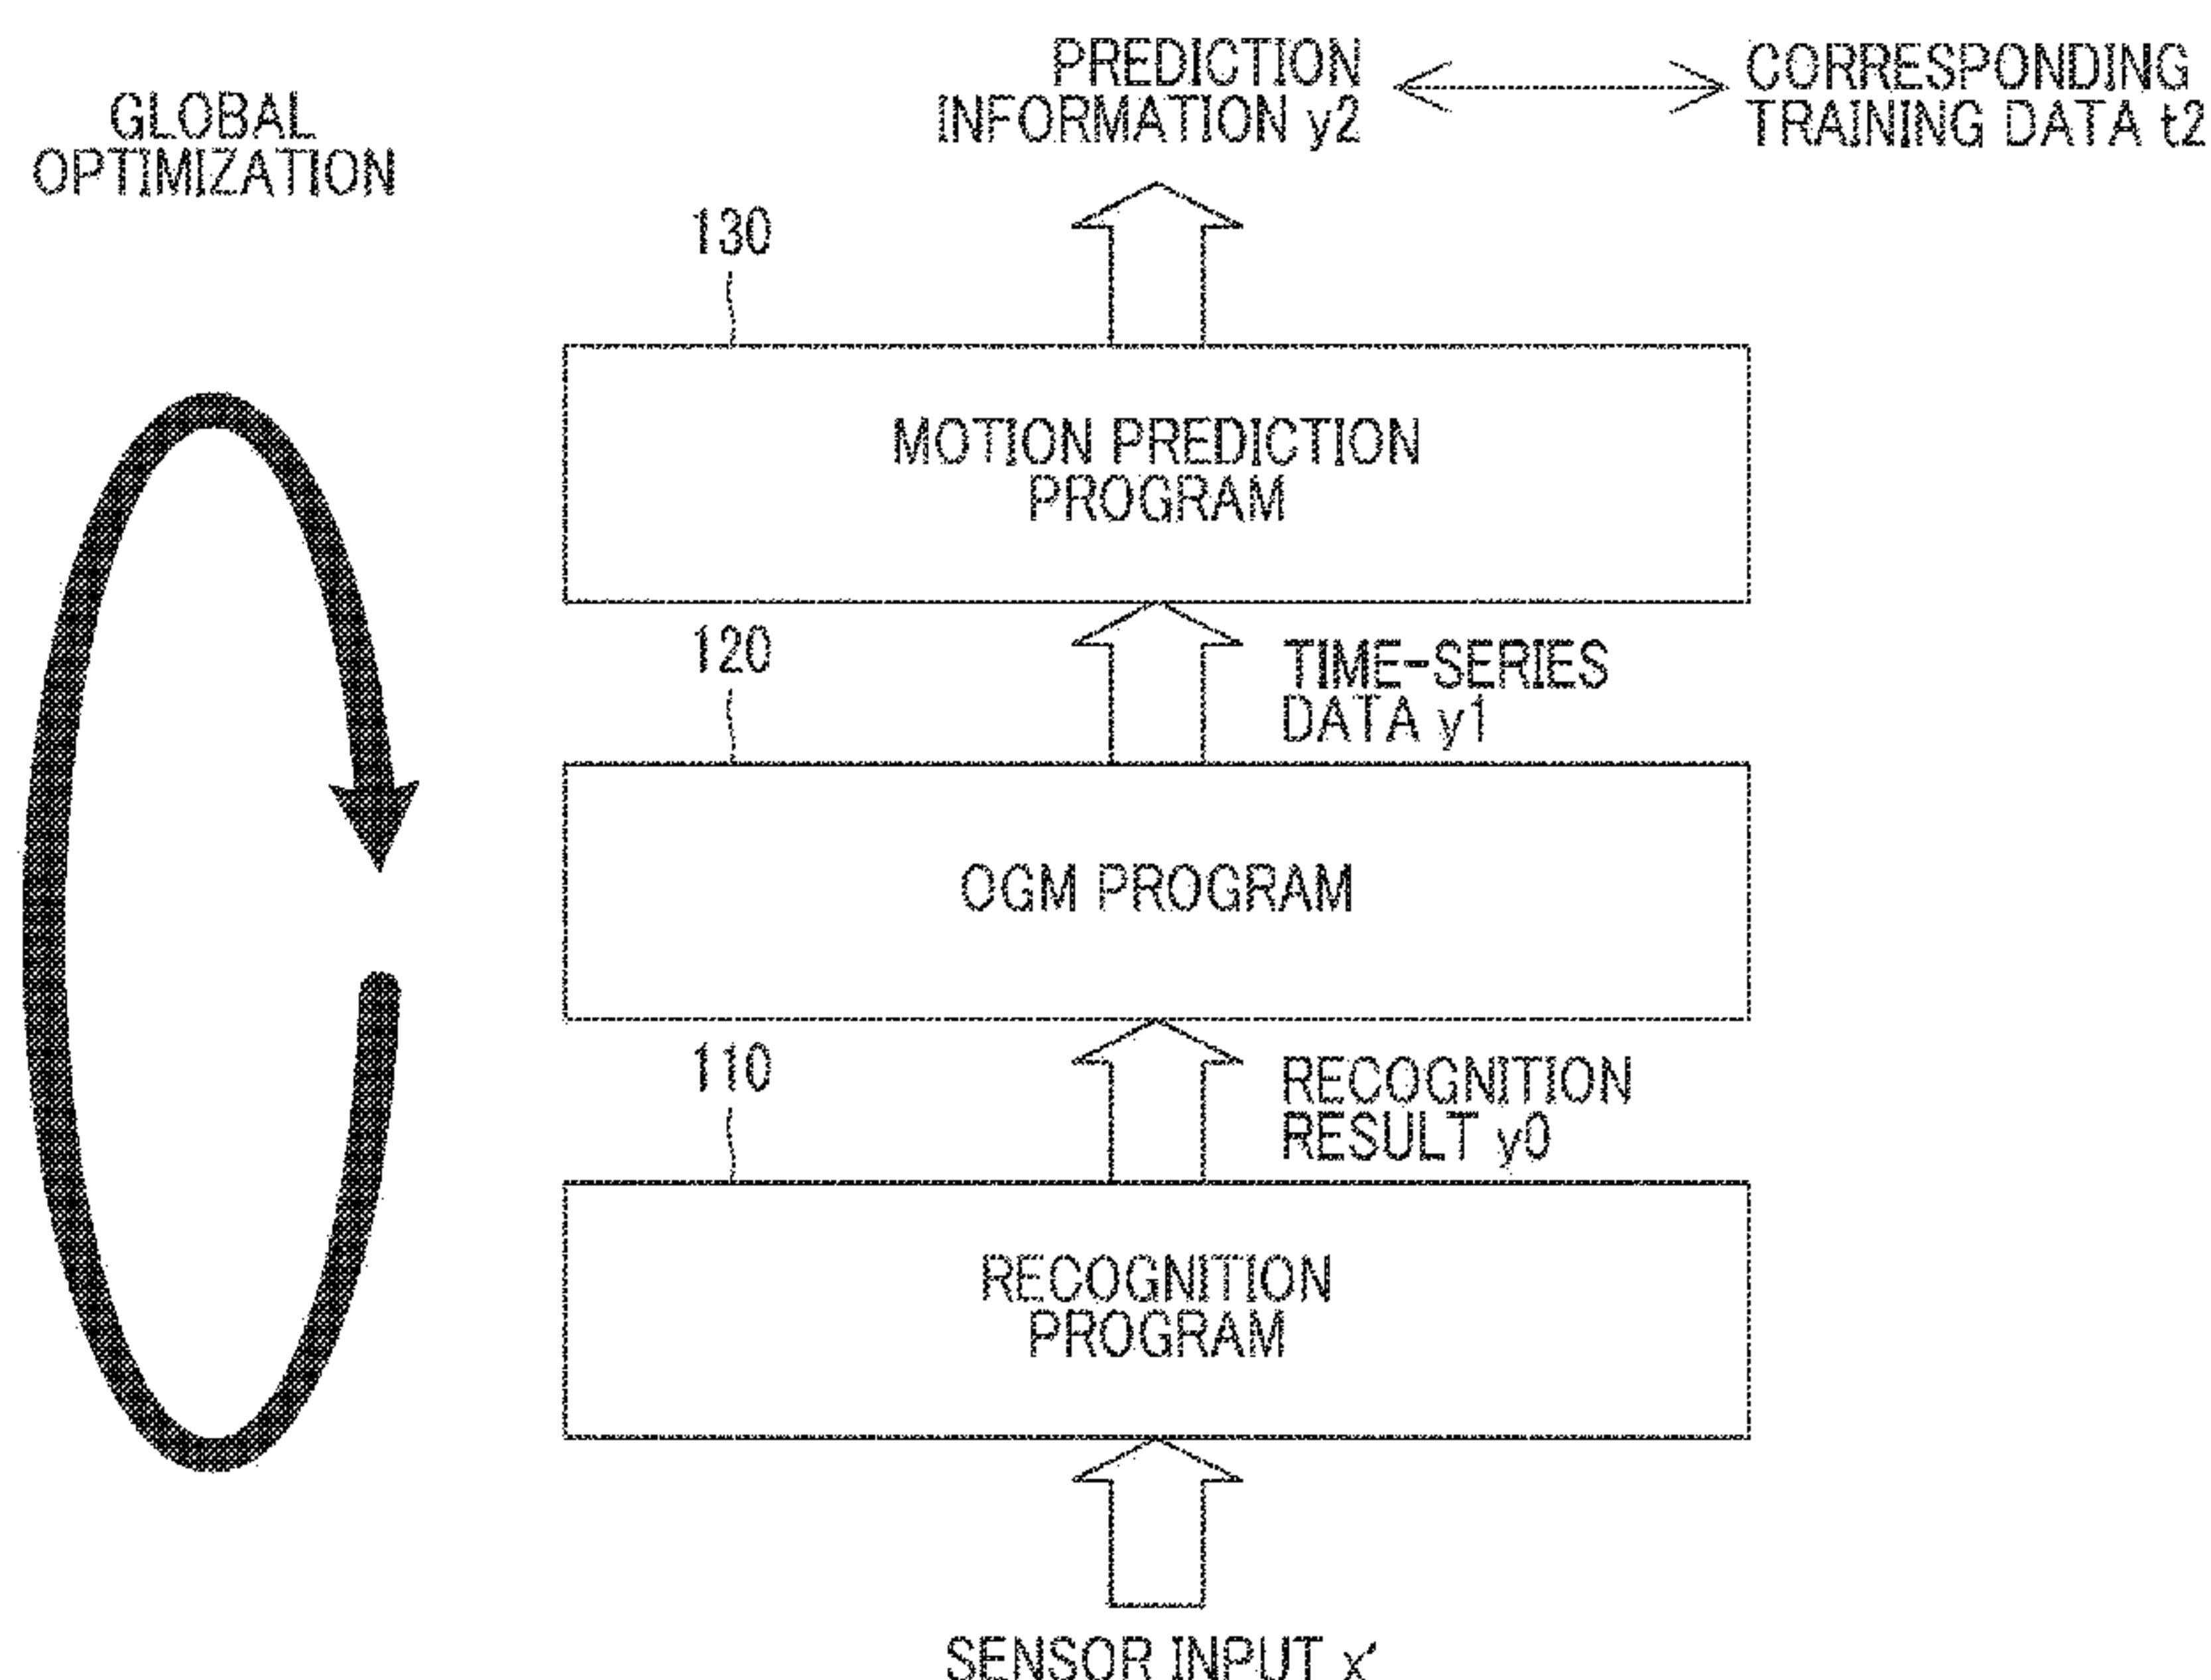 PREDICTION
INFORMATION y2
CORRESPONDING
TRAINING DATA t2
GLOBAL
OPTIMIZATION
130
MOTION PREDICTION
PROGRAM
120
TIME-SERIES
DATA y1
OGM PROGRAM
110
RECOGNITION
RESULT y0
RECOGNITION
PROGRAM
SENSOR INPUT x'